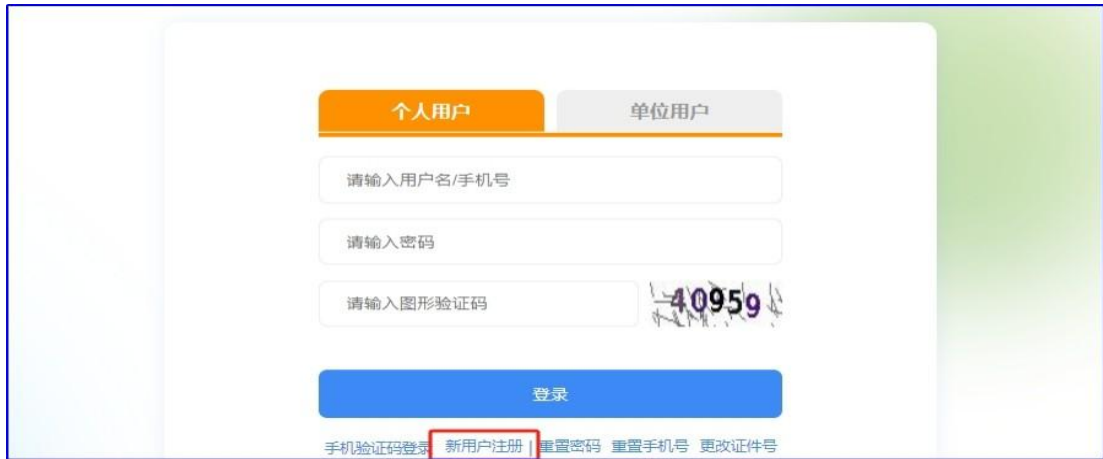 个人用户 单位用户
请输入用户名/手机号
请输入密码
请输入图形验证码 40959
登录
手机验证码登录 新用户注册 | 重置密码 重置手机号 更改证件号